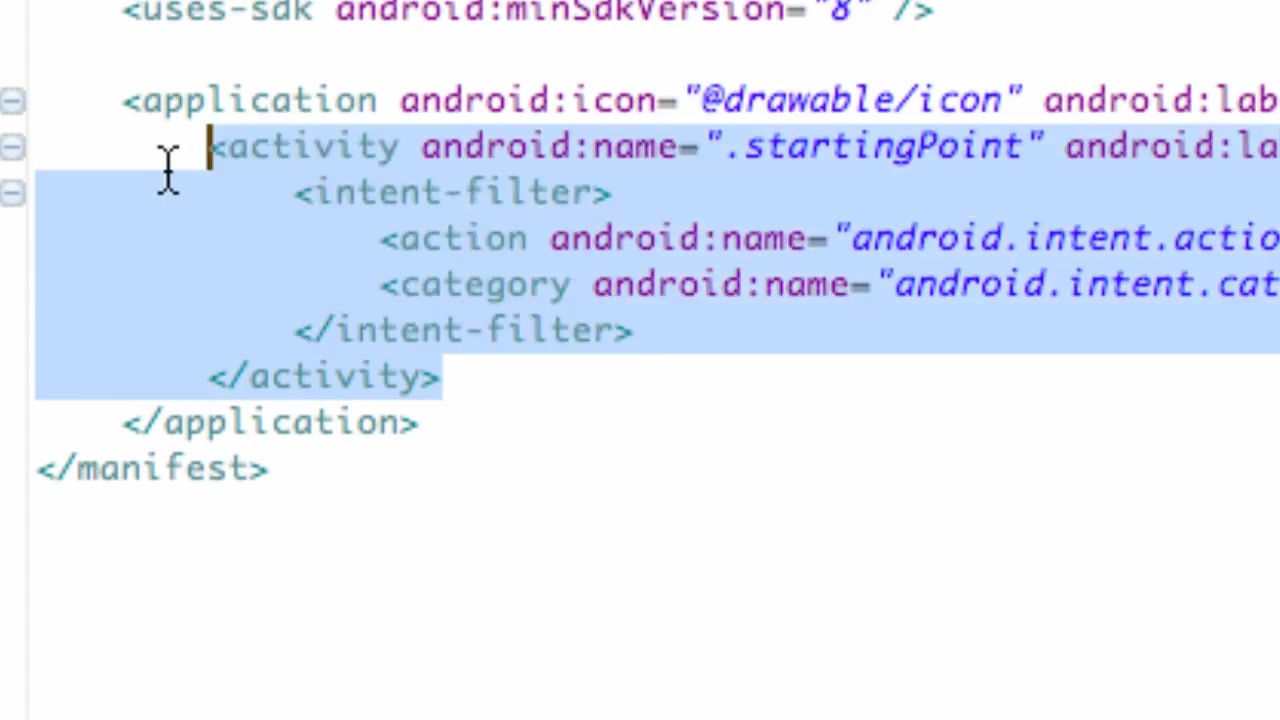 <uses-sdk android:minSdkVersion="8" />
<application android:icon="@drawable/icon" android:lab
<activity android:name=".startingPoint" android:la
<intent-filter>
<action android:name="android.intent.actio
<category android:name="android.intent.cat
</intent-filter>
</activity>
</application>
</manifest>